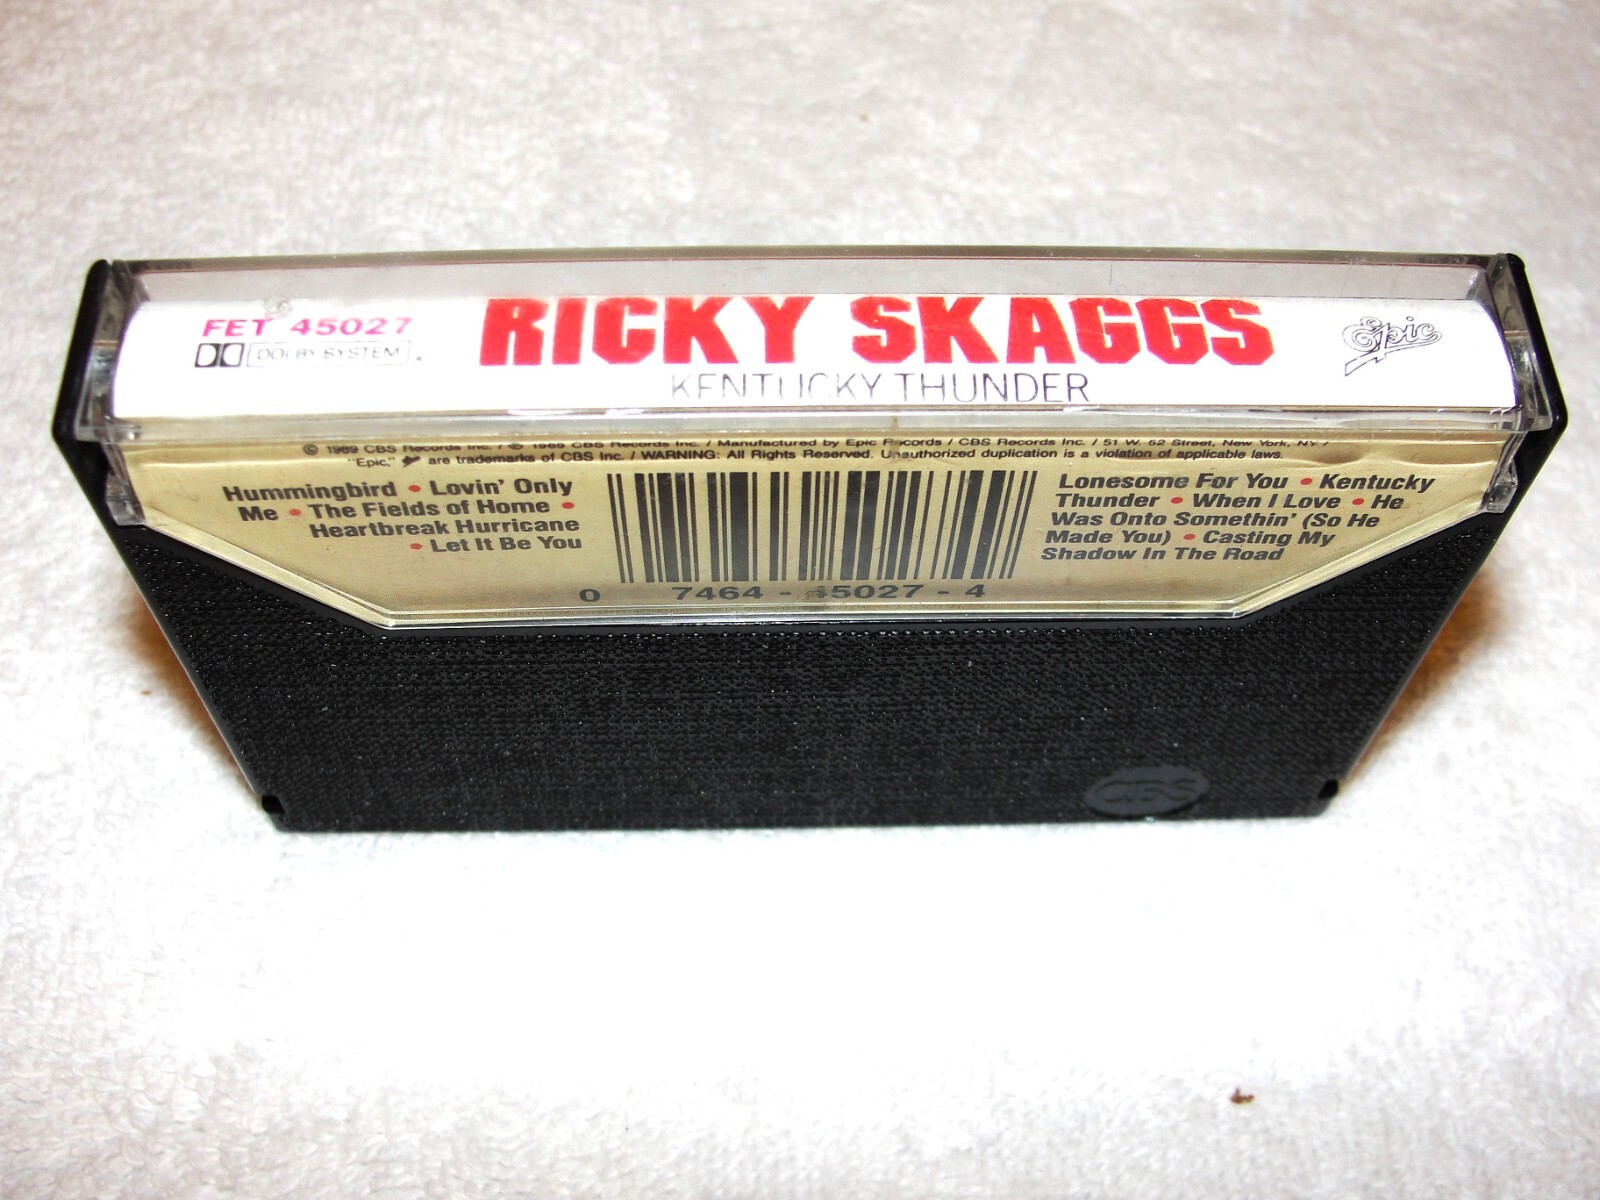 FET 45027
DOLBY SYSTEM
RICKY SKAGGS
KENTUCKY THUNDER
Epic
© 1989 CBS Records Inc. / ℗ 1989 CBS Records Inc. / Manufactured by Epic Records / CBS Records Inc. / 51 W. 52 Street, New York, NY /
"Epic," are trademarks of CBS Inc. / WARNING: All Rights Reserved. Unauthorized duplication is a violation of applicable laws.
Hummingbird • Lovin' Only
Me • The Fields of Home •
Heartbreak Hurricane
• Let It Be You
0 7464 - 45027 - 4
Lonesome For You • Kentucky
Thunder • When I Love • He
Was Onto Somethin' (So He
Made You) • Casting My
Shadow In The Road
CBS